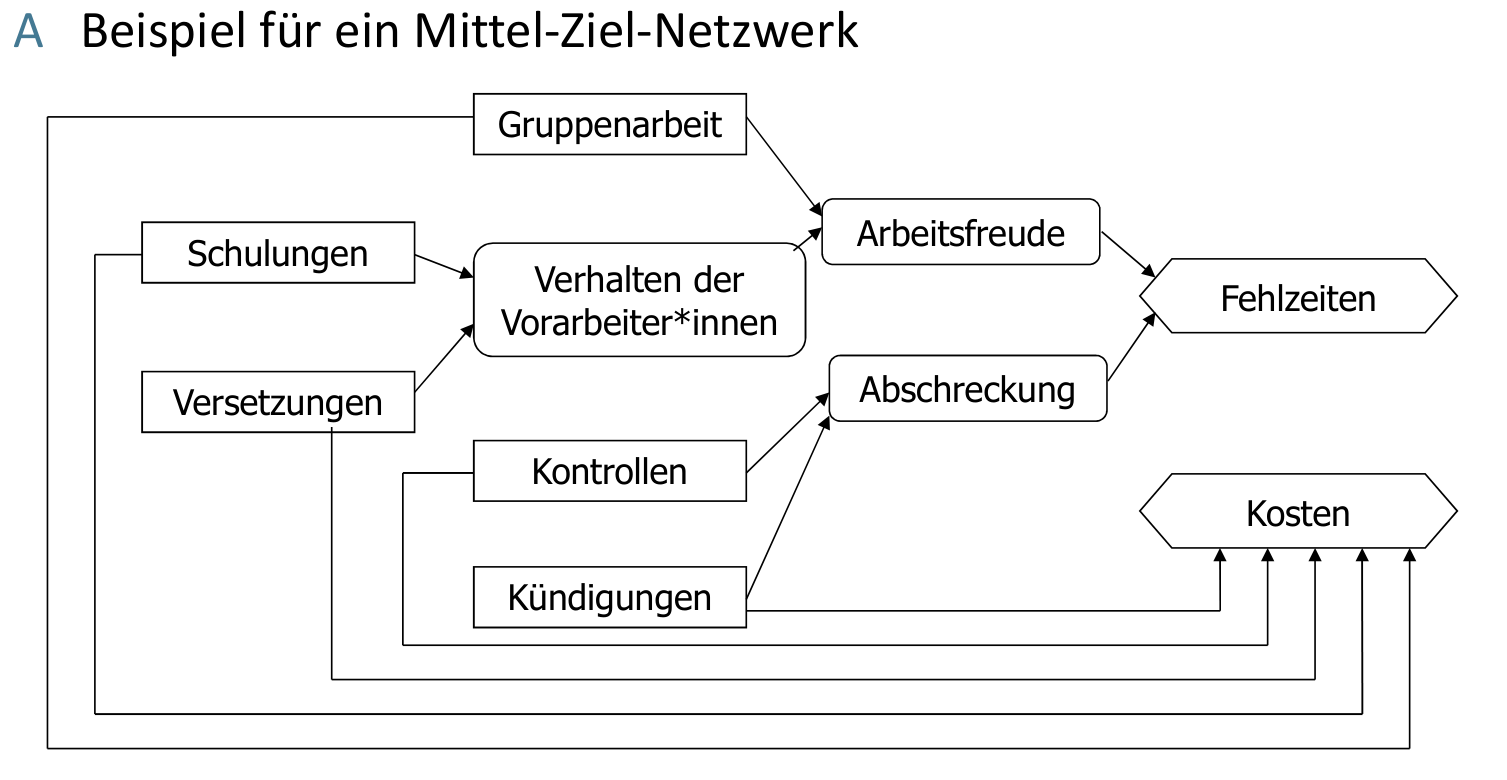 A Beispiel für ein Mittel-Ziel-Netzwerk
Gruppenarbeit
Arbeitsfreude
Schulungen
Verhalten der
Vorarbeiter*innen
Fehlzeiten
Versetzungen
Abschreckung
Kontrollen
Kosten
Kündigungen